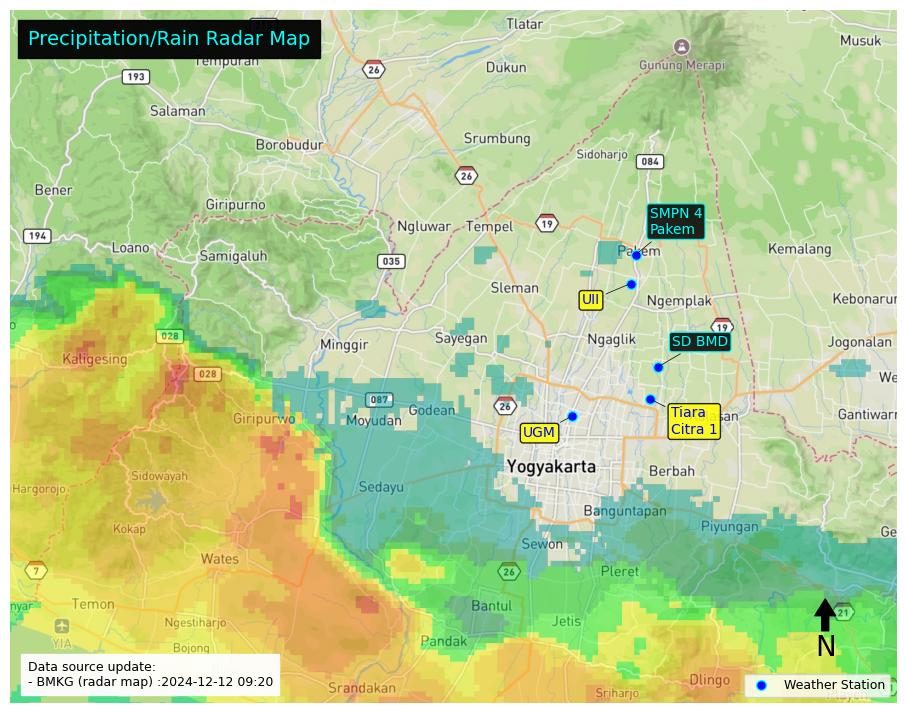 Precipitation/Rain Radar Map
Tlatar
Musuk
26
193
Dukun
Gunung Merapi
Salaman
Borobudur
Srumbung
Sidoharjo
084
26
Bener
Giripurno
SMPN 4
Pakem
194
Ngluwar
Tempel
19
Loano
Samigaluh
035
Pakem
Kemalang
Sleman
UII
Ngemplak
Kebonarun
028
19
Kaligesing
Minggir
Sayegan
Ngaglik
SD BMD
Jogonalan
028
087
Godean
26
Giripurwo
Moyudan
UGM
Tiara
Citra 1
Gantiwarn
Yogyakarta
Berbah
Sidowayah
Hargorojo
Sedayu
Kokap
Banguntapan
Piyungan
Sewon
Wates
7
26
Pleret
Temon
Bantul
21
Ngestiharjo
Jetis
YIA
Bojong
Pandak
N
Data source update:
- BMKG (radar map) :2024-12-12 09:20
Srandakan
Sriharjo
Dlingo
Weather Station